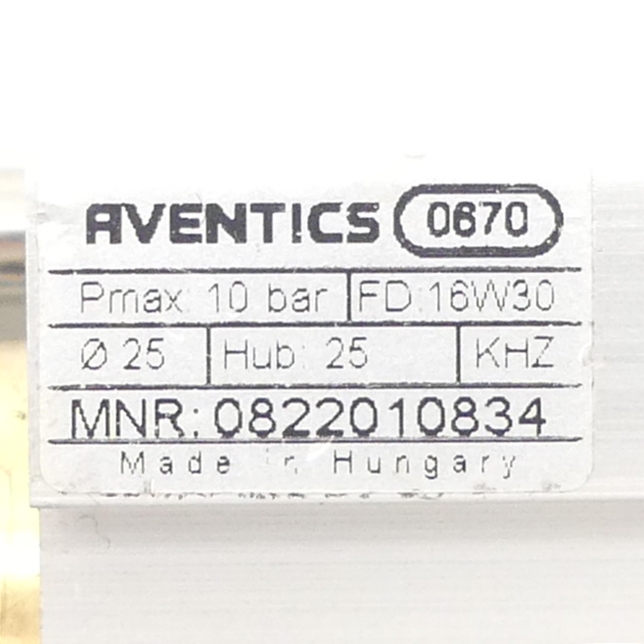 AVENTICS 0670
Pmax: 10 bar FD:16W30
Ø 25 Hub: 25 KHZ
MNR: 0822010834
Made in Hungary